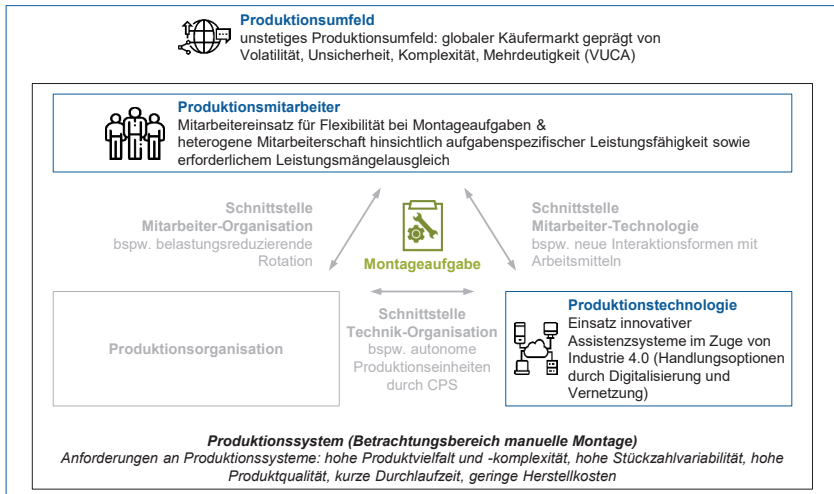 Produktionsumfeld
unstetiges Produktionsumfeld: globaler Käufermarkt geprägt von
Volatilität, Unsicherheit, Komplexität, Mehrdeutigkeit (VUCA)
Produktionsmitarbeiter
Mitarbeitereinsatz für Flexibilität bei Montageaufgaben &
heterogene Mitarbeiterschaft hinsichtlich aufgabenspezifischer Leistungsfähigkeit sowie
erforderlichem Leistungsmängelausgleich
Schnittstelle
Mitarbeiter-Organisation
bspw. belastungsreduzierende
Rotation
Montageaufgabe
Schnittstelle
Mitarbeiter-Technologie
bspw. neue Interaktionsformen mit
Arbeitsmitteln
Produktionsorganisation
Schnittstelle
Technik-Organisation
bspw. autonome
Produktionseinheiten
durch CPS
Produktionstechnologie
Einsatz innovativer
Assistenzsysteme im Zuge von
Industrie 4.0 (Handlungsoptionen
durch Digitalisierung und
Vernetzung)
Produktionssystem (Betrachtungsbereich manuelle Montage)
Anforderungen an Produktionssysteme: hohe Produktvielfalt und -komplexität, hohe Stückzahlvariabilität, hohe
Produktqualität, kurze Durchlaufzeit, geringe Herstellkosten